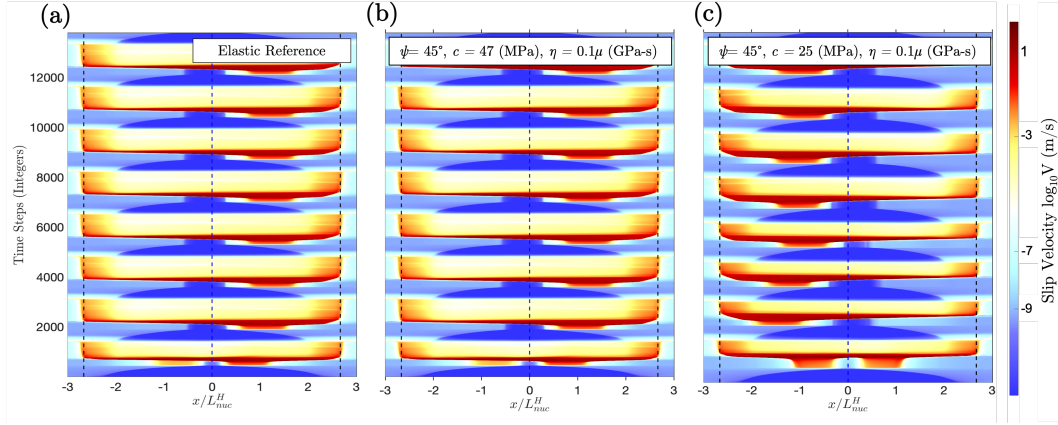 (a)
(b)
(c)
Elastic Reference
ψ= 45°, c = 47 (MPa), η = 0.1μ (GPa-s)
ψ= 45°, c = 25 (MPa), η = 0.1μ (GPa-s)
Time Steps (Integers)
12000
10000
8000
6000
4000
2000
-3 -2 -1 0 1 2 3
-3 -2 -1 0 1 2 3
-3 -2 -1 0 1 2 3
x/L^H_nuc
x/L^H_nuc
x/L^H_nuc
1
-3
-7
-9
Slip Velocity log₁₀V (m/s)